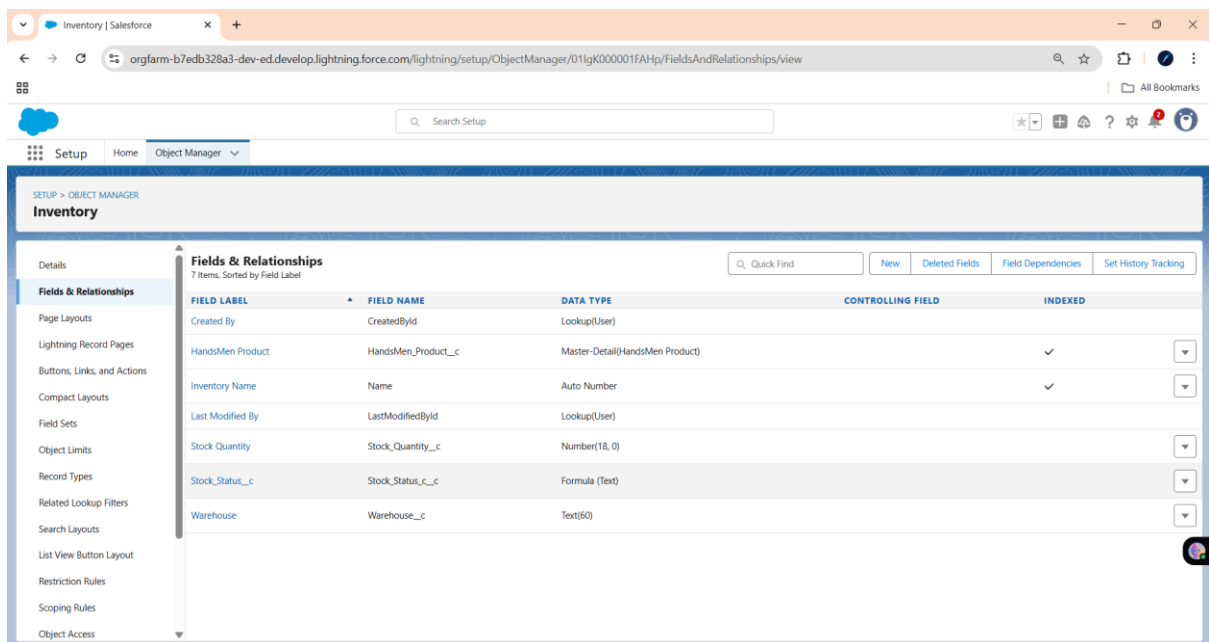 Inventory | Salesforce
orgfarm-b7edb328a3-dev-ed.develop.lightning.force.com/lightning/setup/ObjectManager/01IgK000001FAHp/FieldsAndRelationships/view
All Bookmarks
Search Setup
2
Setup Home Object Manager
SETUP > OBJECT MANAGER
Inventory
Details
Fields & Relationships
Page Layouts
Lightning Record Pages
Buttons, Links, and Actions
Compact Layouts
Field Sets
Object Limits
Record Types
Related Lookup Filters
Search Layouts
List View Button Layout
Restriction Rules
Scoping Rules
Object Access
Fields & Relationships
7 Items, Sorted by Field Label
Quick Find New Deleted Fields Field Dependencies Set History Tracking
FIELD LABEL FIELD NAME DATA TYPE CONTROLLING FIELD INDEXED
Created By CreatedById Lookup(User)
HandsMen Product HandsMen_Product__c Master-Detail(HandsMen Product)
Inventory Name Name Auto Number
Last Modified By LastModifiedById Lookup(User)
Stock Quantity Stock_Quantity__c Number(18, 0)
Stock_Status__c Stock_Status_c__c Formula (Text)
Warehouse Warehouse__c Text(60)